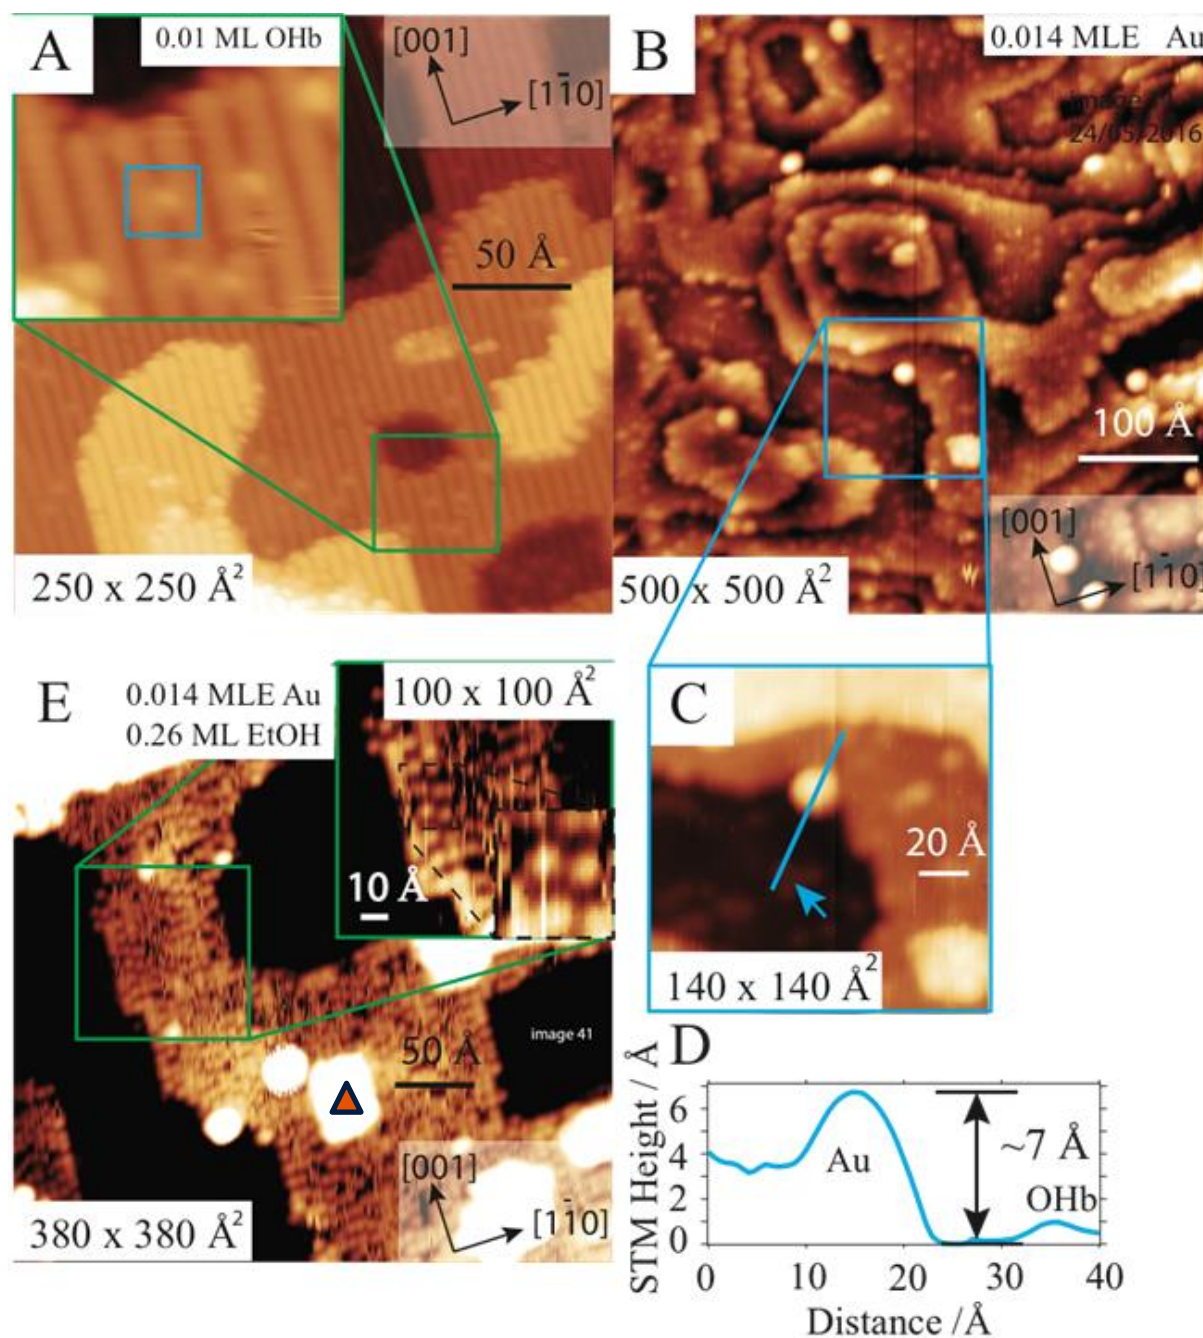 A
0.01 ML OHb
[001]
[11̄0]
50 Å
250 x 250 Å²
B
0.014 MLE Au
image
24/05/2016
100 Å
[001]
[11̄0]
500 x 500 Å²
E
0.014 MLE Au
0.26 ML EtOH
100 x 100 Å²
10 Å
image 41
50 Å
[001]
[11̄0]
380 x 380 Å²
C
20 Å
140 x 140 Å²
D
STM Height / Å
6
4
2
0
Au
~7 Å
OHb
0 10 20 30 40
Distance /Å